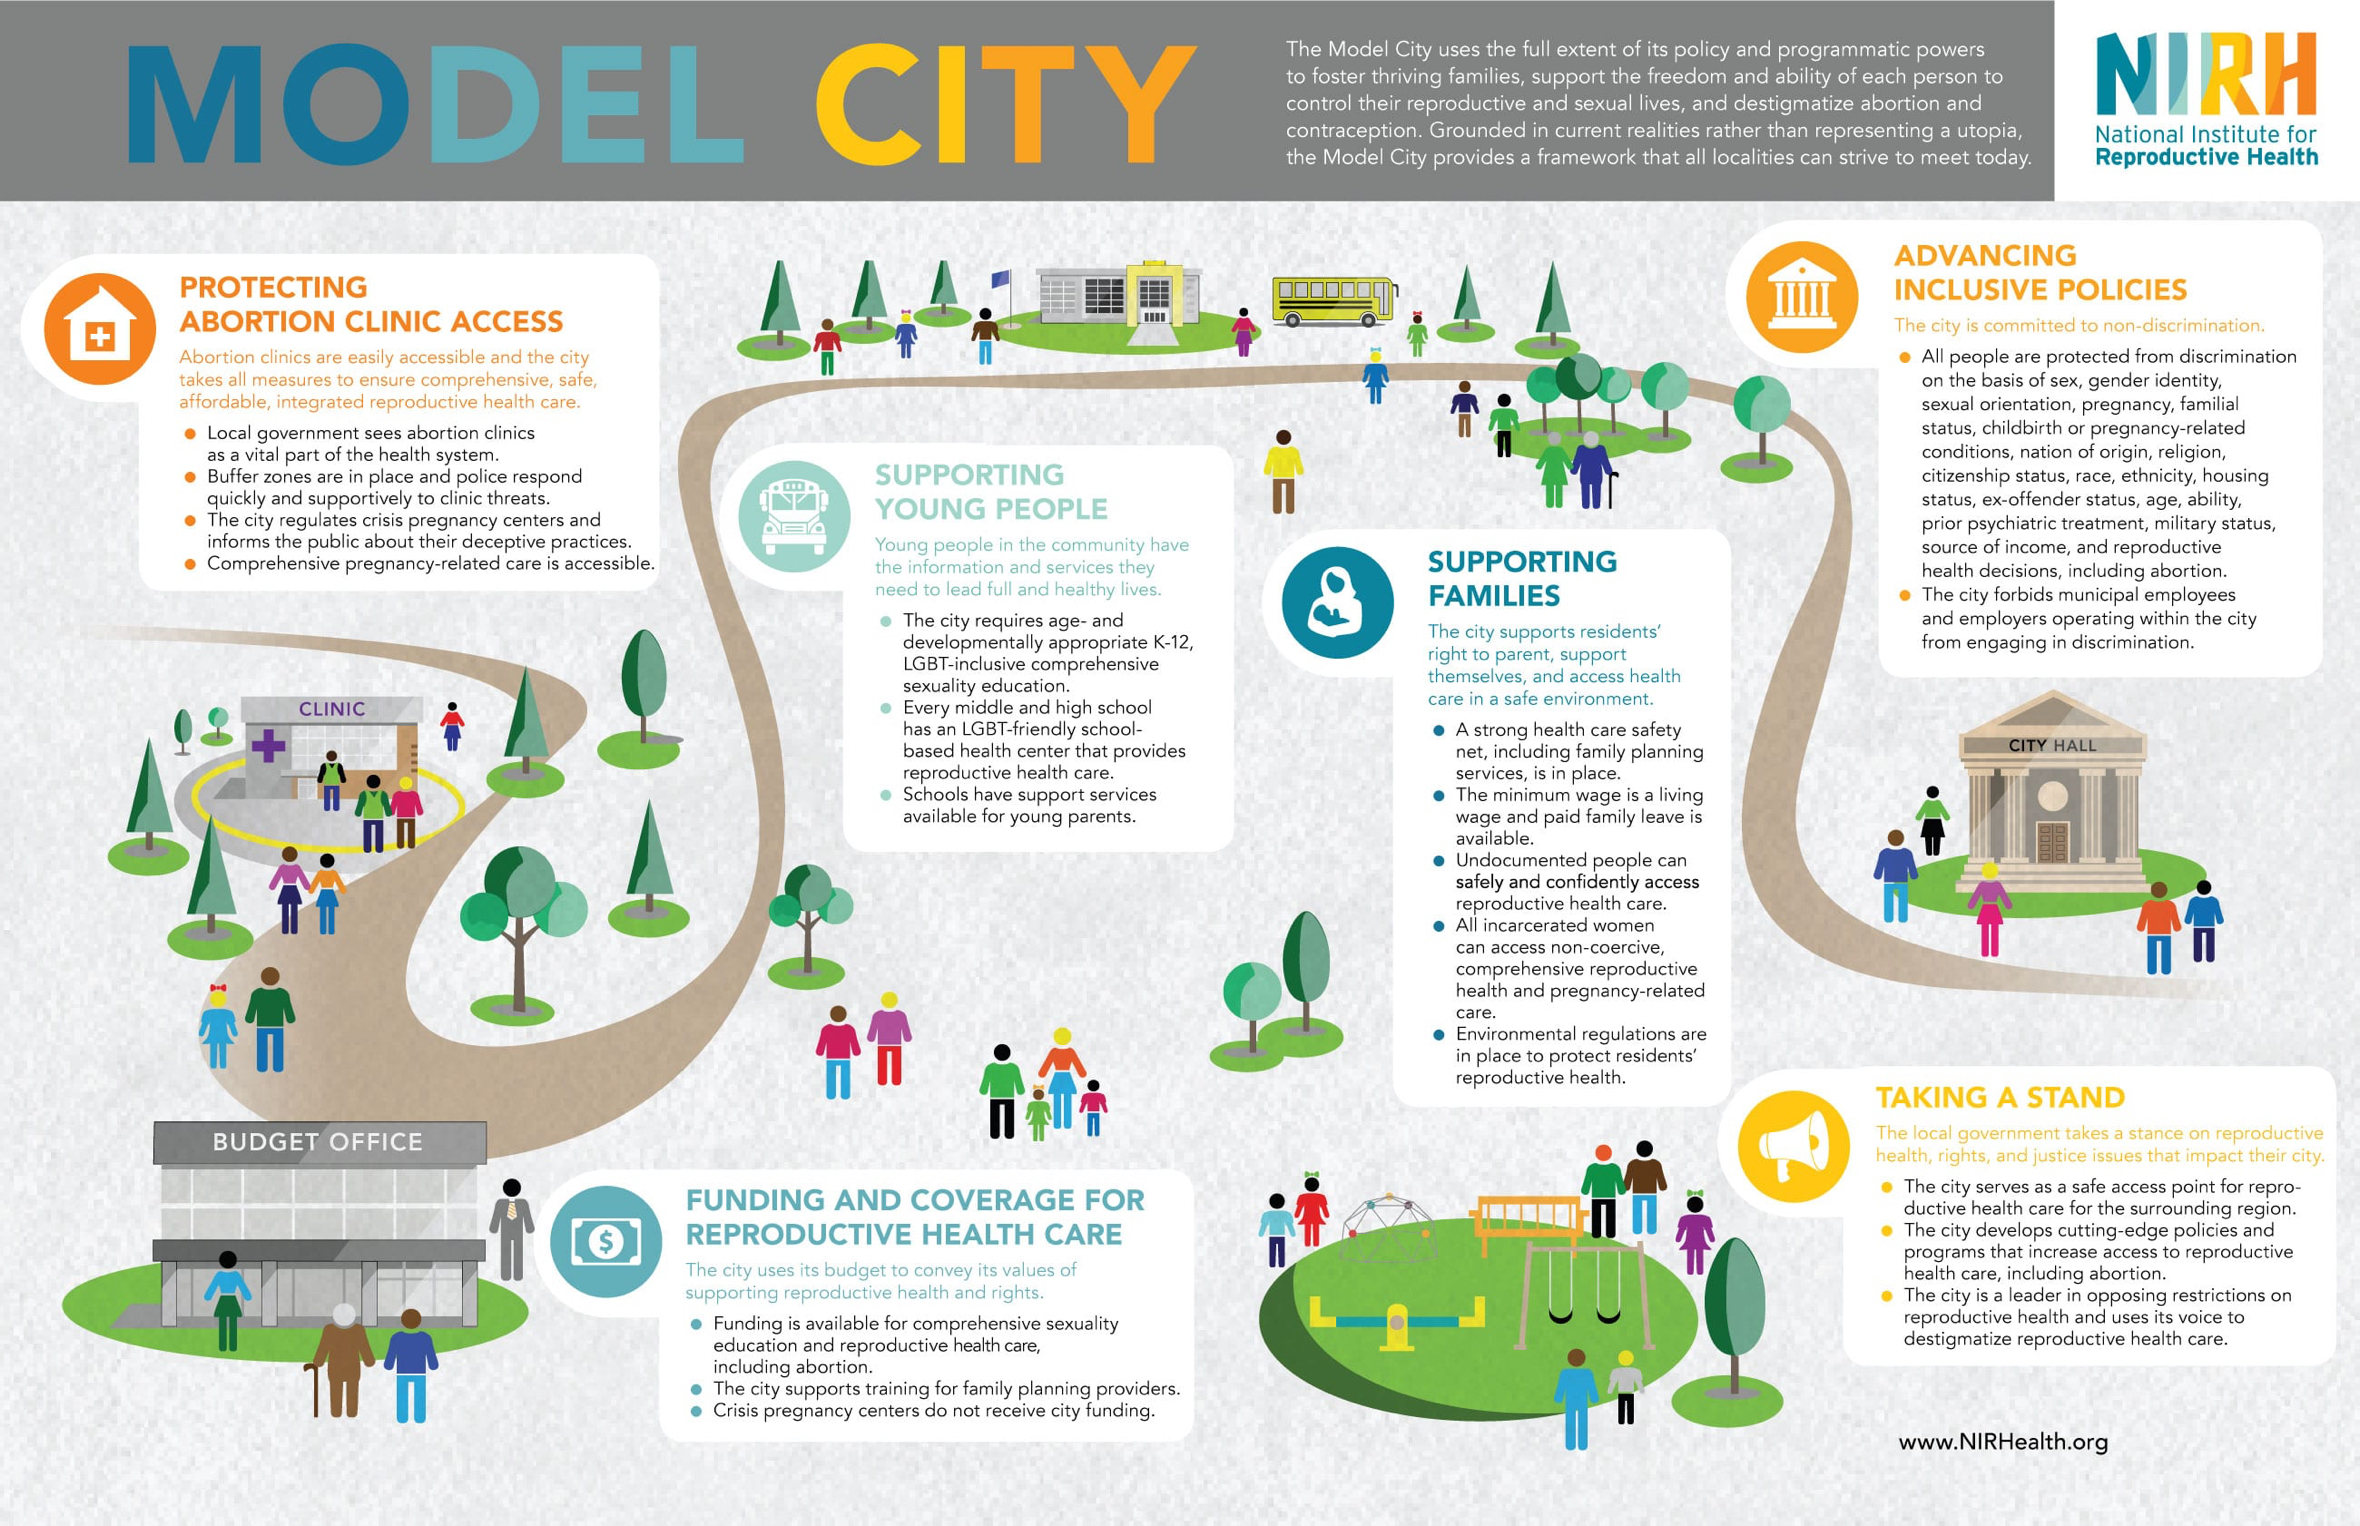 MODEL CITY
The Model City uses the full extent of its policy and programmatic powers
to foster thriving families, support the freedom and ability of each person to
control their reproductive and sexual lives, and destigmatize abortion and
contraception. Grounded in current realities rather than representing a utopia,
the Model City provides a framework that all localities can strive to meet today.
NIRH
National Institute for
Reproductive Health
PROTECTING
ABORTION CLINIC ACCESS
Abortion clinics are easily accessible and the city
takes all measures to ensure comprehensive, safe,
affordable, integrated reproductive health care.
Local government sees abortion clinics
as a vital part of the health system.
Buffer zones are in place and police respond
quickly and supportively to clinic threats.
The city regulates crisis pregnancy centers and
informs the public about their deceptive practices.
Comprehensive pregnancy-related care is accessible.
SUPPORTING
YOUNG PEOPLE
Young people in the community have
the information and services they
need to lead full and healthy lives.
The city requires age- and
developmentally appropriate K-12,
LGBT-inclusive comprehensive
sexuality education.
Every middle and high school
has an LGBT-friendly school-
based health center that provides
reproductive health care.
Schools have support services
available for young parents.
SUPPORTING
FAMILIES
The city supports residents'
right to parent, support
themselves, and access health
care in a safe environment.
A strong health care safety
net, including family planning
services, is in place.
The minimum wage is a living
wage and paid family leave is
available.
Undocumented people can
safely and confidently access
reproductive health care.
All incarcerated women
can access non-coercive,
comprehensive reproductive
health and pregnancy-related
care.
Environmental regulations are
in place to protect residents'
reproductive health.
ADVANCING
INCLUSIVE POLICIES
The city is committed to non-discrimination.
All people are protected from discrimination
on the basis of sex, gender identity,
sexual orientation, pregnancy, familial
status, childbirth or pregnancy-related
conditions, nation of origin, religion,
citizenship status, race, ethnicity, housing
status, ex-offender status, age, ability,
prior psychiatric treatment, military status,
source of income, and reproductive
health decisions, including abortion.
The city forbids municipal employees
and employers operating within the city
from engaging in discrimination.
CLINIC
CITY HALL
BUDGET OFFICE
FUNDING AND COVERAGE FOR
REPRODUCTIVE HEALTH CARE
The city uses its budget to convey its values of
supporting reproductive health and rights.
Funding is available for comprehensive sexuality
education and reproductive health care,
including abortion.
The city supports training for family planning providers.
Crisis pregnancy centers do not receive city funding.
$
TAKING A STAND
The local government takes a stance on reproductive
health, rights, and justice issues that impact their city.
The city serves as a safe access point for repro-
ductive health care for the surrounding region.
The city develops cutting-edge policies and
programs that increase access to reproductive
health care, including abortion.
The city is a leader in opposing restrictions on
reproductive health and uses its voice to
destigmatize reproductive health care.
www.NIRHealth.org